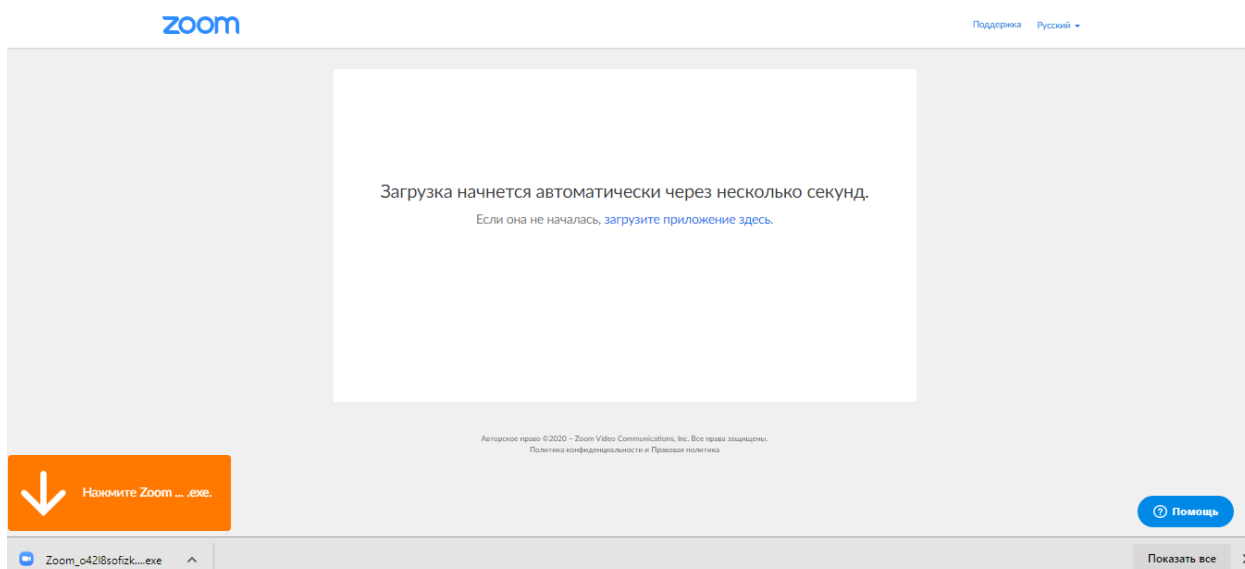 zoom
Поддержка Русский
Загрузка начнется автоматически через несколько секунд.
Если она не началась, загрузите приложение здесь.
Авторское право ©2020 – Zoom Video Communications, Inc. Все права защищены.
Политика конфиденциальности и Правовая политика
Нажмите Zoom ... .exe.
Помощь
Zoom_o42l8sofizk....exe
Показать все